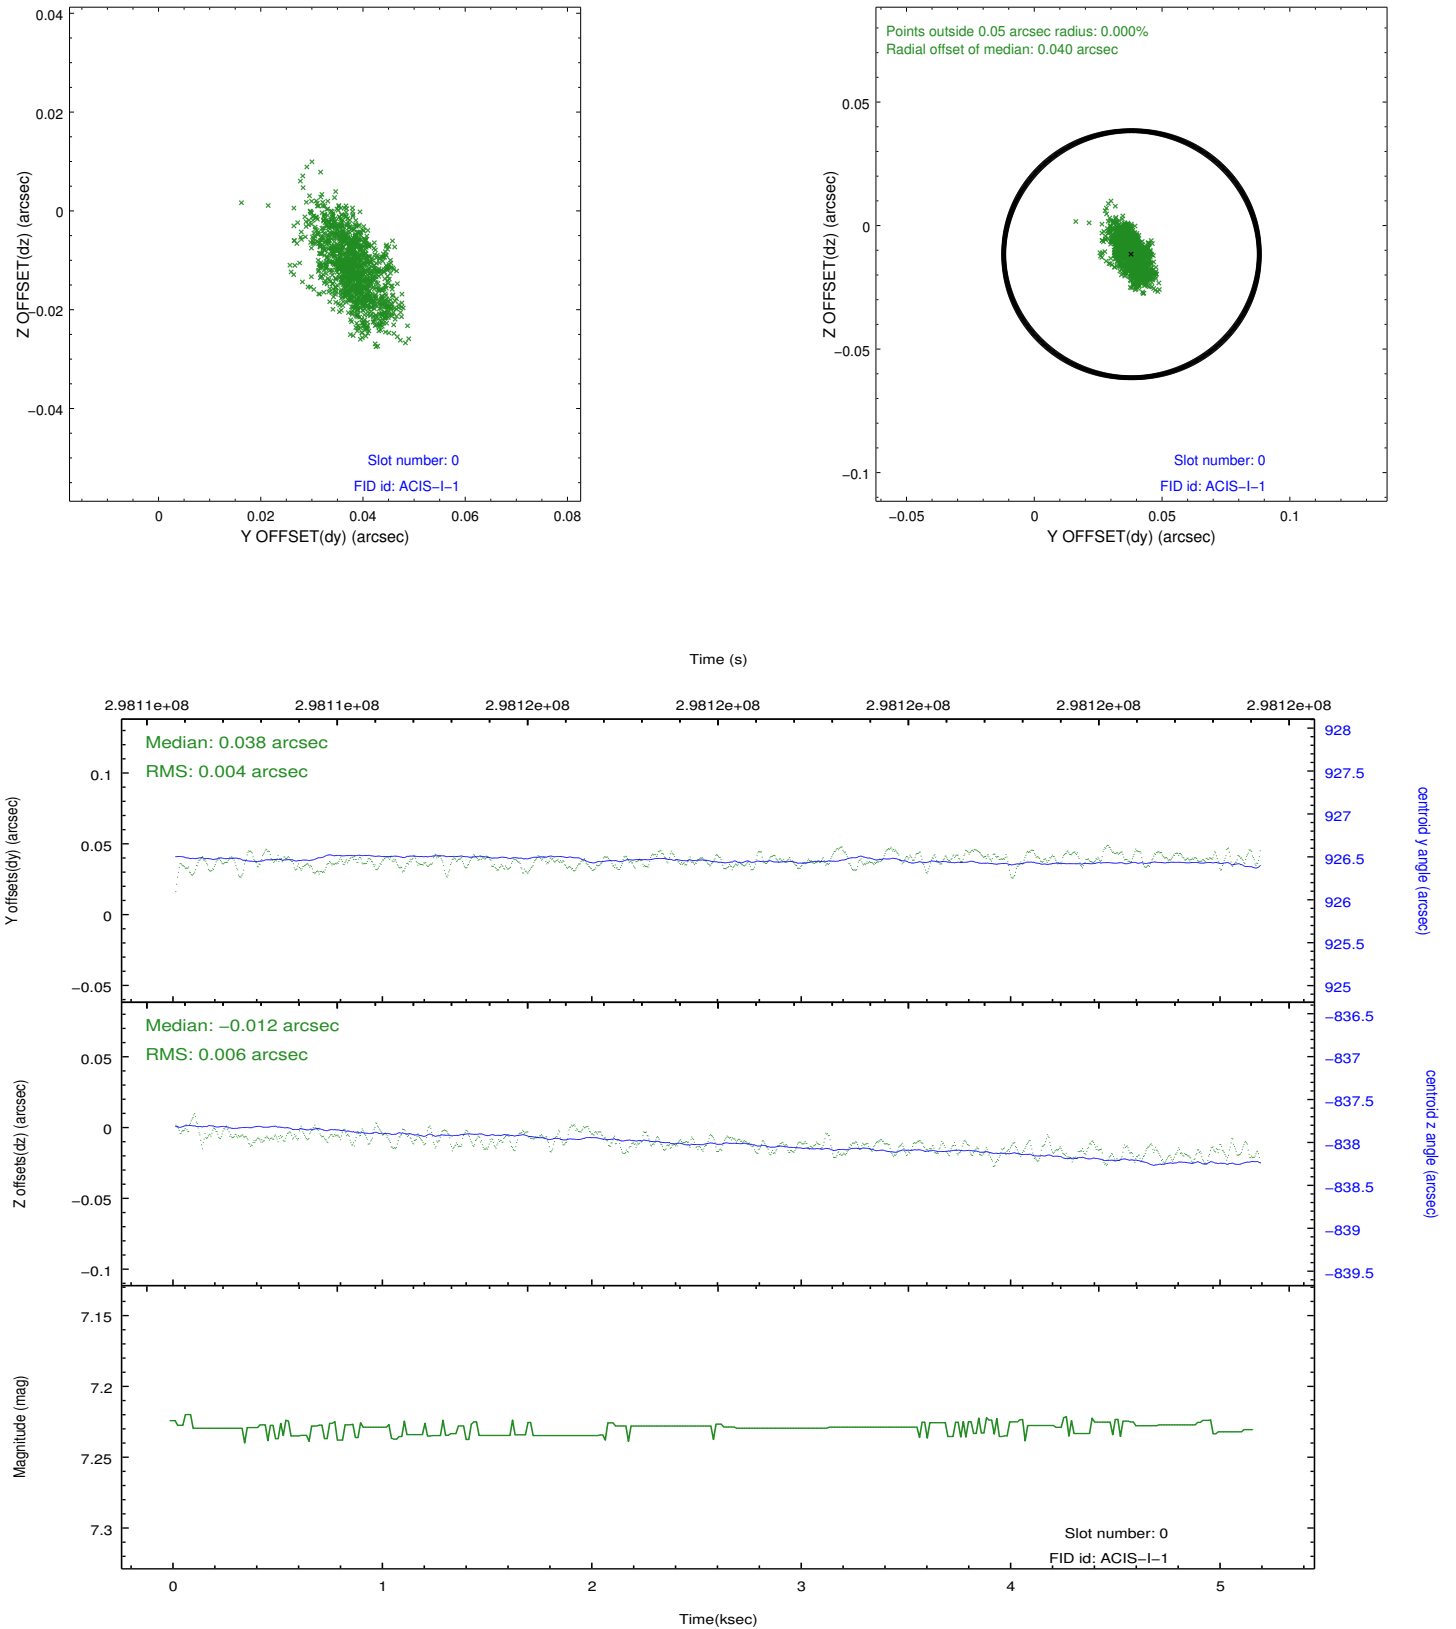 0.04
0.02
0
−0.02
−0.04
Z OFFSET(dz) (arcsec)
Slot number: 0
FID id: ACIS−I−1
0 0.02 0.04 0.06 0.08
Y OFFSET(dy) (arcsec)
Points outside 0.05 arcsec radius: 0.000%
Radial offset of median: 0.040 arcsec
0.05
0
−0.05
−0.1
Z OFFSET(dz) (arcsec)
Slot number: 0
FID id: ACIS−I−1
−0.05 0 0.05 0.1
Y OFFSET(dy) (arcsec)
Time (s)
2.9811e+08 2.9811e+08 2.9812e+08 2.9812e+08 2.9812e+08 2.9812e+08 2.9812e+08
Median: 0.038 arcsec
RMS: 0.004 arcsec
0.1
0.05
0
−0.05
Y offsets(dy) (arcsec)
928
927.5
927
926.5
926
925.5
925
centroid y angle (arcsec)
Median: −0.012 arcsec
RMS: 0.006 arcsec
0.05
0
−0.05
−0.1
Z offsets(dz) (arcsec)
−836.5
−837
−837.5
−838
−838.5
−839
−839.5
centroid z angle (arcsec)
7.15
7.2
7.25
7.3
Magnitude (mag)
Slot number: 0
FID id: ACIS−I−1
0 1 2 3 4 5
Time(ksec)